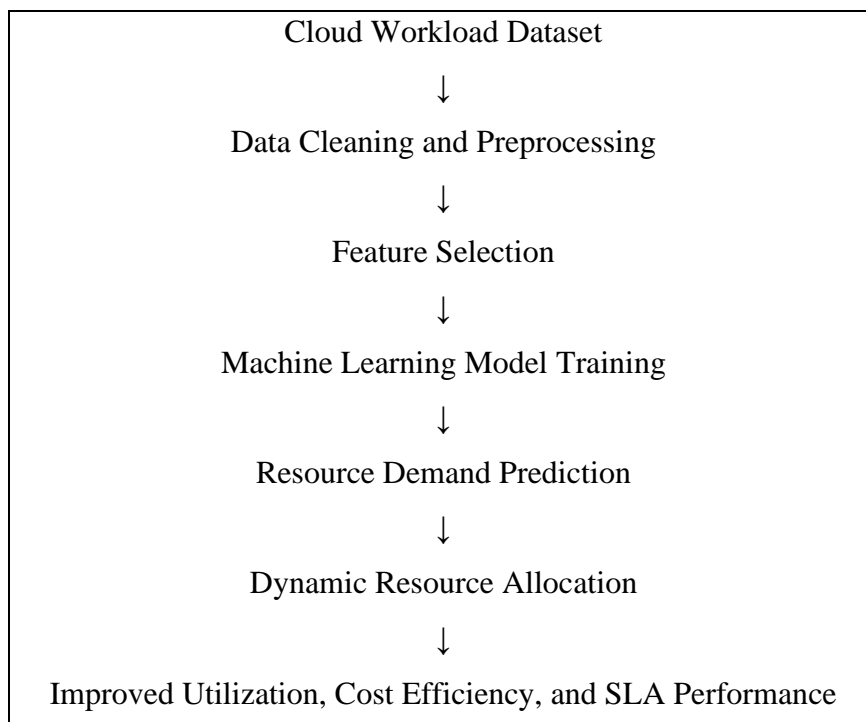 Cloud Workload Dataset
↓
Data Cleaning and Preprocessing
↓
Feature Selection
↓
Machine Learning Model Training
↓
Resource Demand Prediction
↓
Dynamic Resource Allocation
↓
Improved Utilization, Cost Efficiency, and SLA Performance